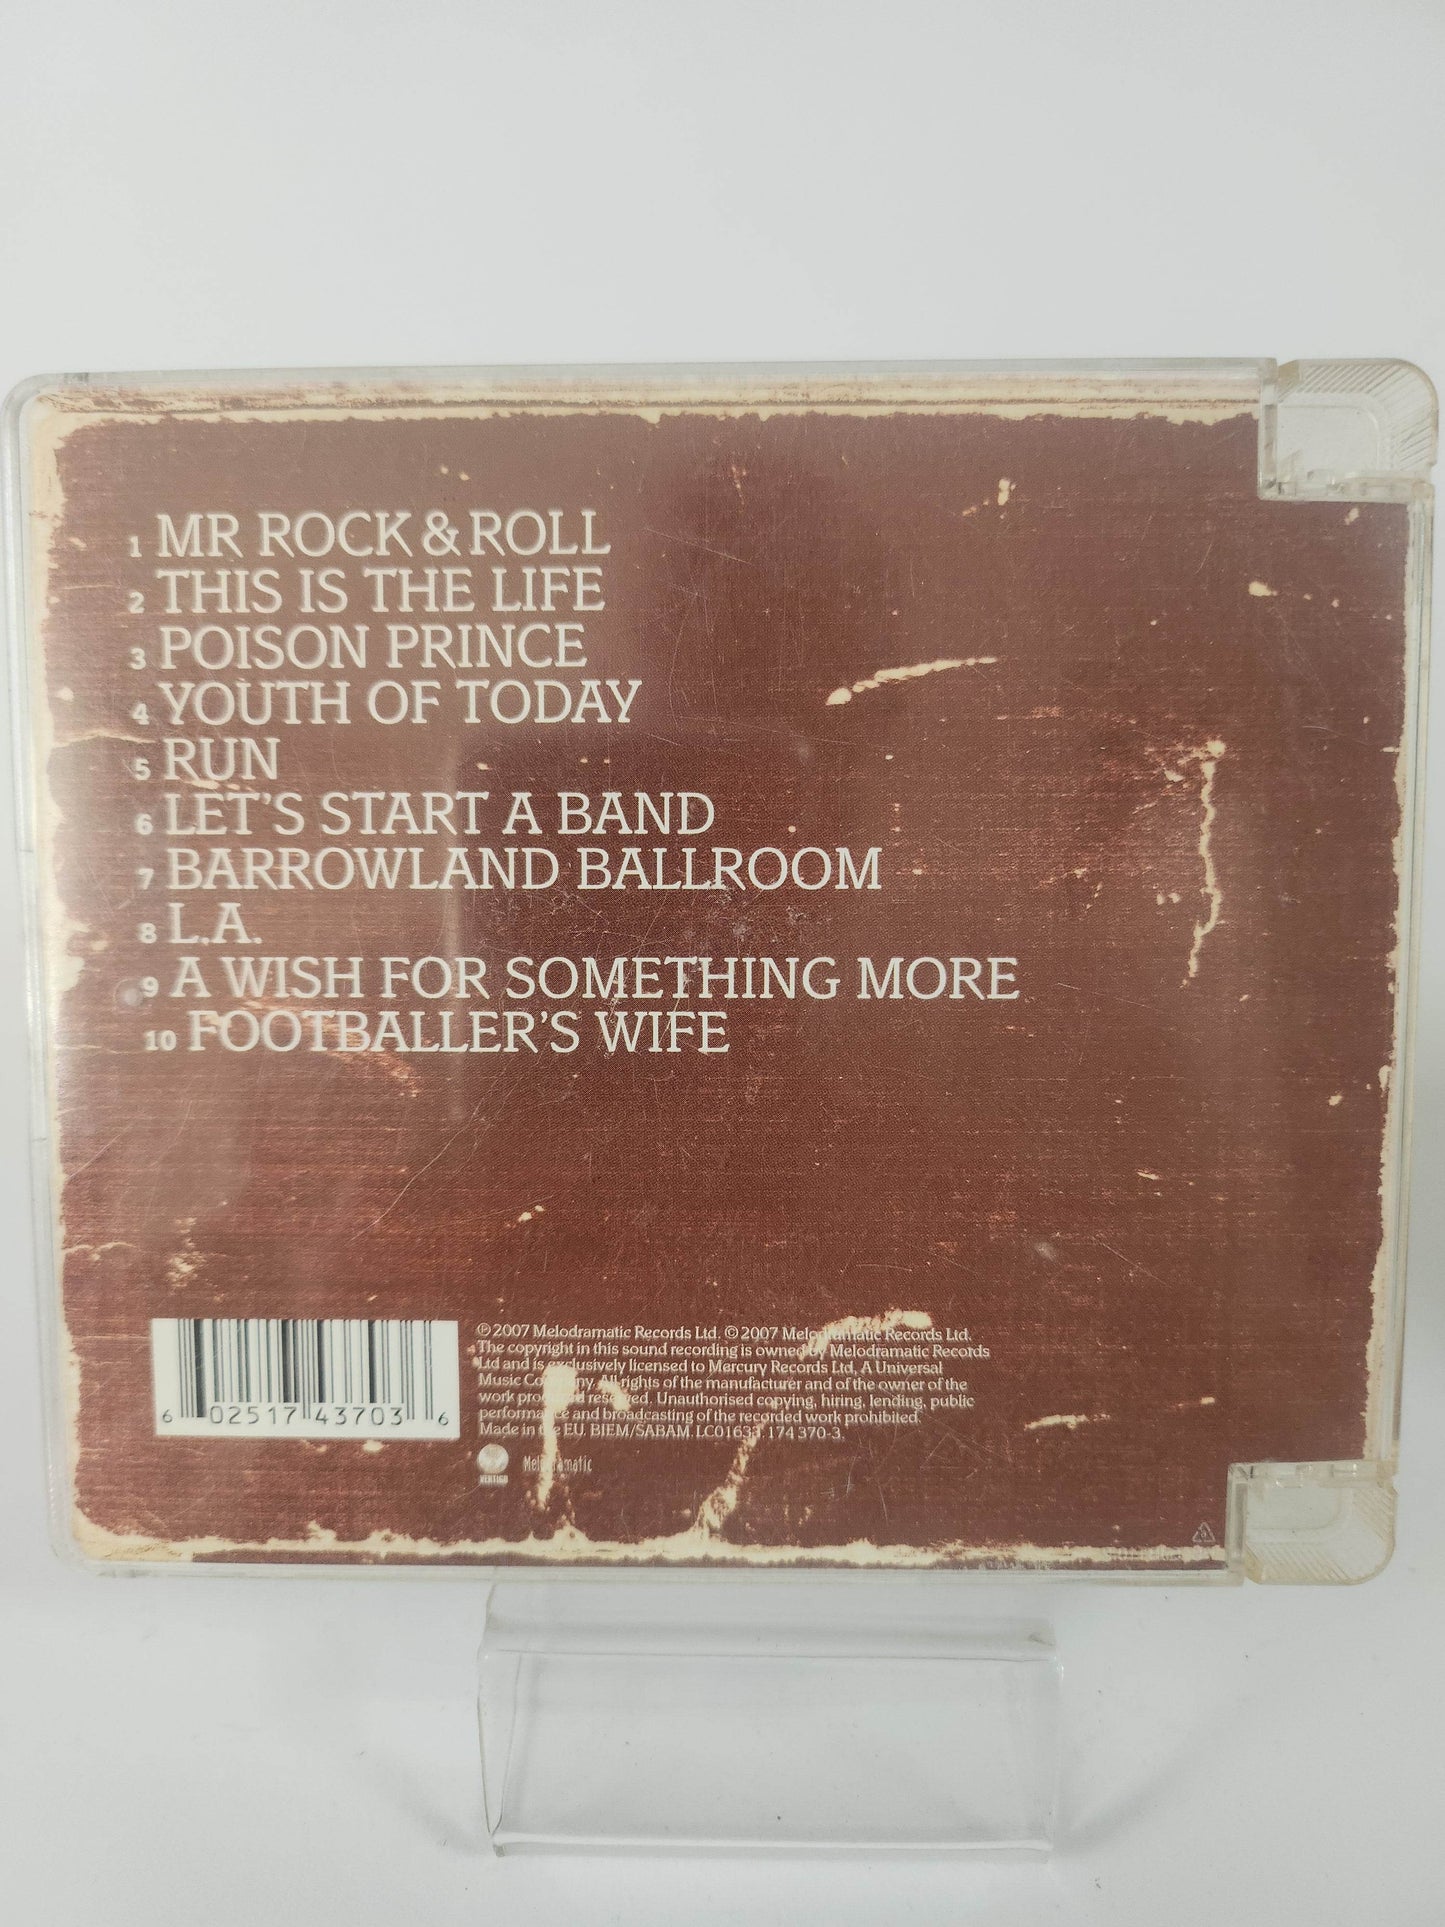 1 MR ROCK & ROLL
2 THIS IS THE LIFE
3 POISON PRINCE
4 YOUTH OF TODAY
5 RUN
6 LET'S START A BAND
7 BARROWLAND BALLROOM
8 L.A.
9 A WISH FOR SOMETHING MORE
10 FOOTBALLER'S WIFE
℗ 2007 Melodramatic Records Ltd. © 2007 Melodramatic Records Ltd.
The copyright in this sound recording is owned by Melodramatic Records
Ltd and is exclusively licensed to Mercury Records Ltd, A Universal
Music Company. All rights of the manufacturer and of the owner of the
work produced reserved. Unauthorised copying, hiring, lending, public
performance and broadcasting of the recorded work prohibited.
Made in the EU. BIEM/SABAM. LC01633. 174 370-3.
6 02517 43703 6
VERTIGO Melodramatic